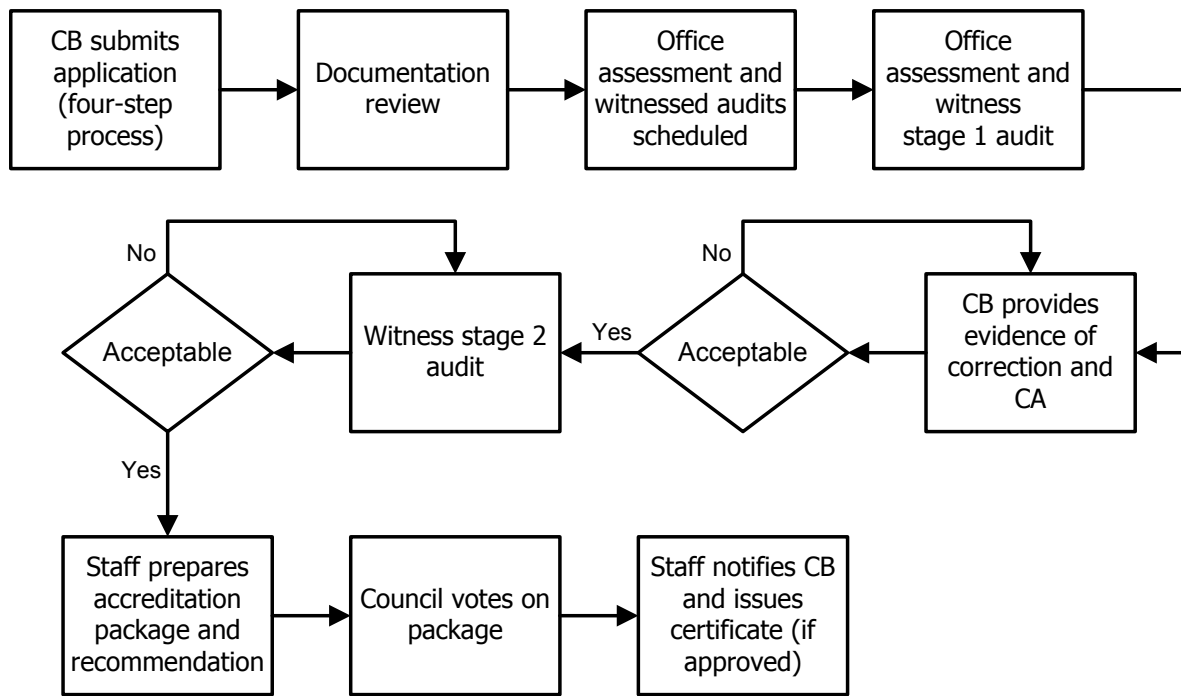 CB submits
application
(four-step
process)
Documentation
review
Office
assessment and
witnessed audits
scheduled
Office
assessment and
witness
stage 1 audit
No
Acceptable
Yes
Witness stage 2
audit
Yes
No
Acceptable
CB provides
evidence of
correction and
CA
Staff prepares
accreditation
package and
recommendation
Council votes on
package
Staff notifies CB
and issues
certificate (if
approved)